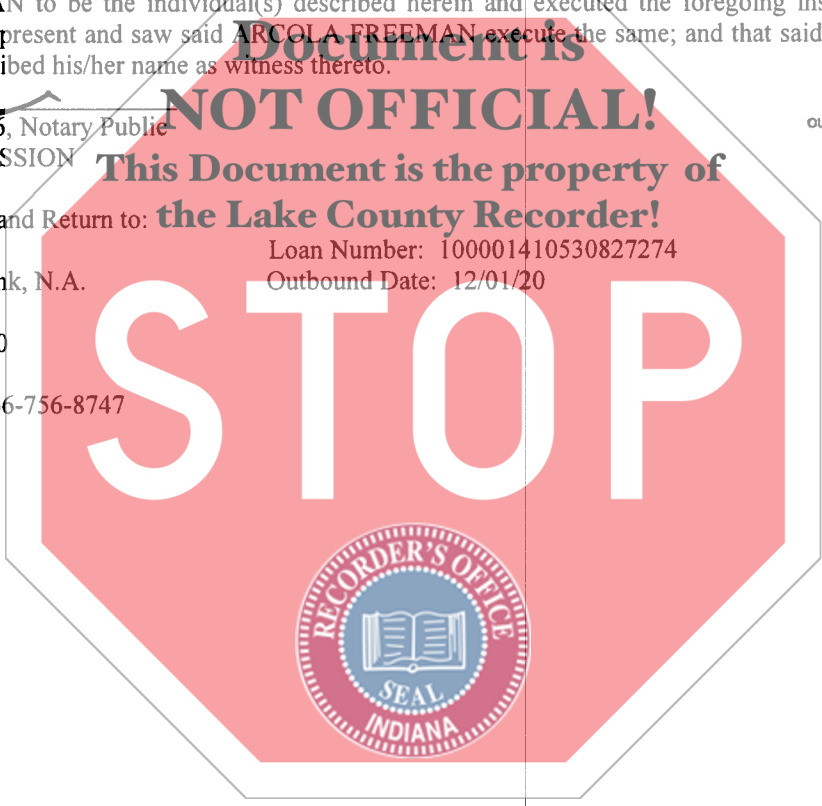 N to be the individual(s) described herein and executed the foregoing ins
present and saw said ARCOLA FREEMAN execute the same; and that said
ibed his/her name as witness thereto.
Document is
NOT OFFICIAL!
, Notary Public
SSION
This Document is the property of
and Return to:
the Lake County Recorder!
Loan Number: 100001410530827274
nk, N.A.
Outbound Date: 12/01/20
0
6-756-8747
STOP
RECORDER'S OFFICE
SEAL
INDIANA